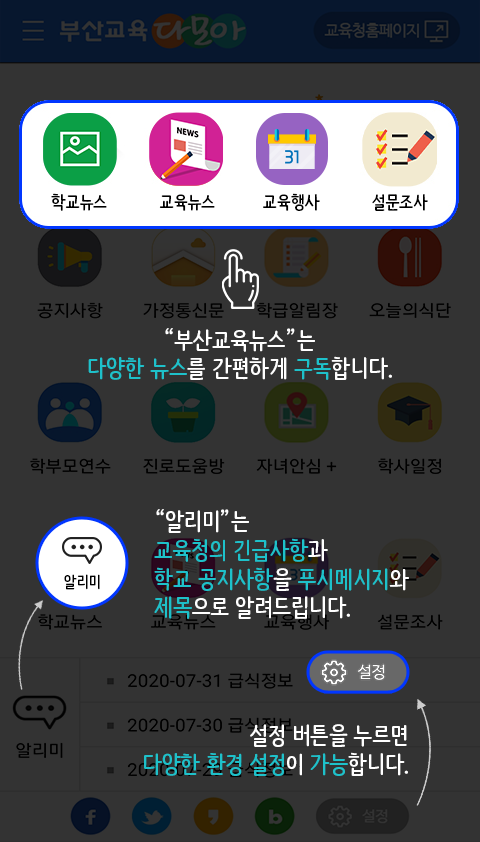 부산교육 다모아
교육청홈페이지
학교뉴스 교육뉴스 교육행사 설문조사
NEWS
31
공지사항 가정통신문 학급알림장 오늘의식단
“부산교육뉴스”는
다양한 뉴스를 간편하게 구독합니다.
학부모연수 진로도움방 자녀안심 + 학사일정
“알리미”는
교육청의 긴급사항과
학교 공지사항을 푸시메시지와
제목으로 알려드립니다.
알리미
학교뉴스 교육뉴스 교육행사 설문조사
설정
2020-07-31 급식정보
2020-07-30 급식정보
알리미
설정 버튼을 누르면
다양한 환경 설정이 가능합니다.
설정